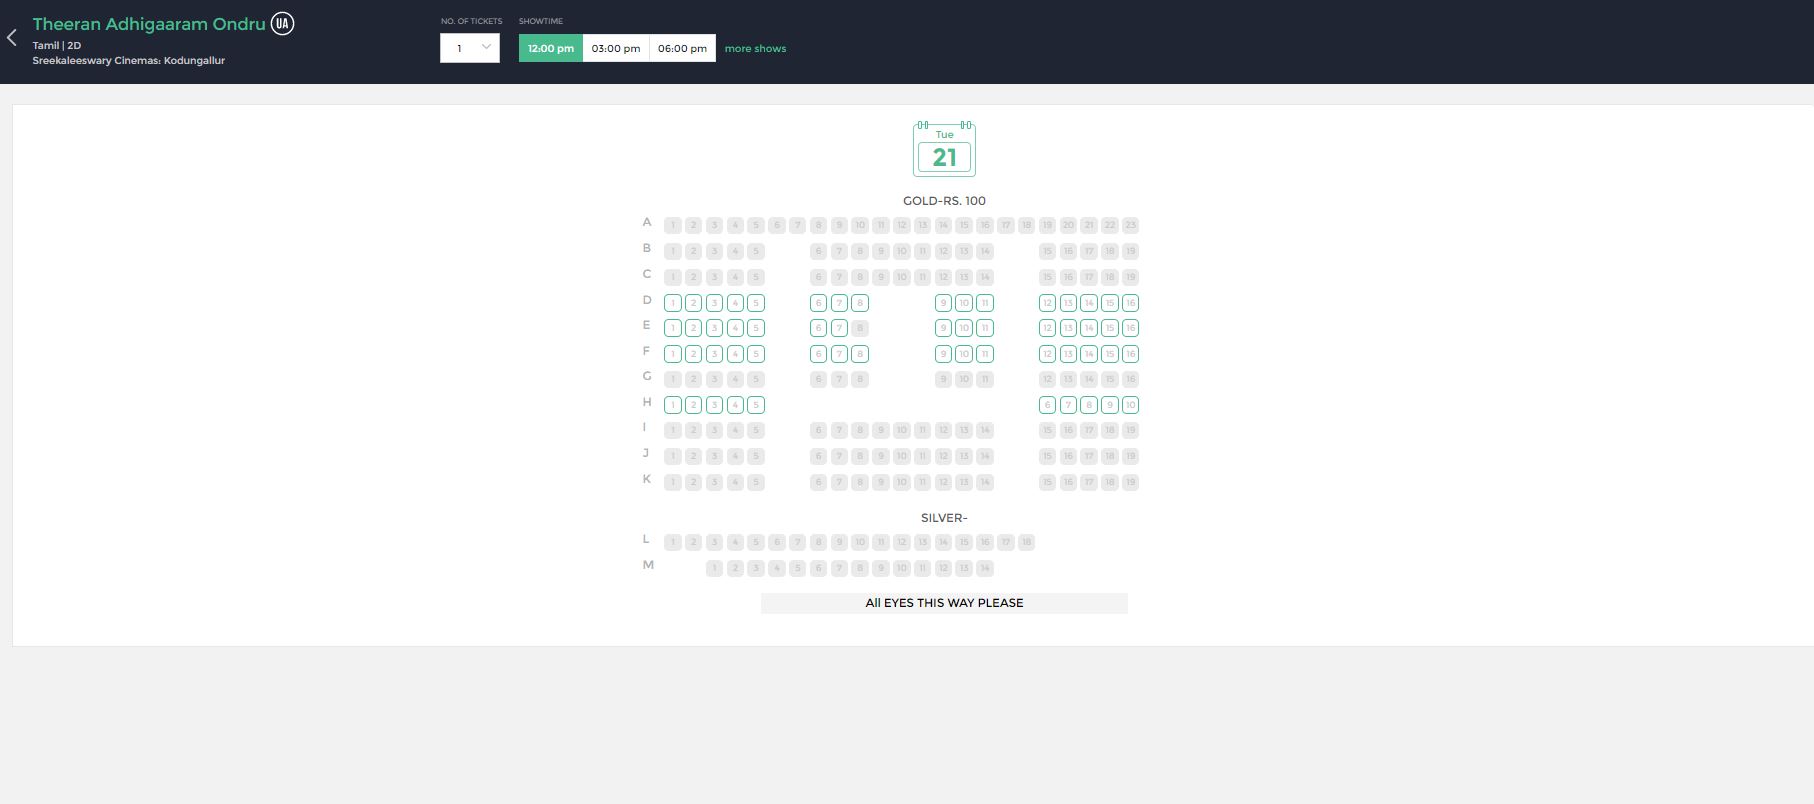 Theeran Adhigaaram Ondru UA
Tamil | 2D
Sreekaleeswary Cinemas: Kodungallur
NO. OF TICKETS SHOWTIME
1 12:00 pm 03:00 pm 06:00 pm more shows
Tue
21
GOLD-RS. 100
A 1 2 3 4 5 6 7 8 9 10 11 12 13 14 15 16 17 18 19 20 21 22 23
B 1 2 3 4 5 6 7 8 9 10 11 12 13 14 15 16 17 18 19
C 1 2 3 4 5 6 7 8 9 10 11 12 13 14 15 16 17 18 19
D 1 2 3 4 5 6 7 8 9 10 11 12 13 14 15 16
E 1 2 3 4 5 6 7 8 9 10 11 12 13 14 15 16
F 1 2 3 4 5 6 7 8 9 10 11 12 13 14 15 16
G 1 2 3 4 5 6 7 8 9 10 11 12 13 14 15 16
H 1 2 3 4 5 6 7 8 9 10
I 1 2 3 4 5 6 7 8 9 10 11 12 13 14 15 16 17 18 19
J 1 2 3 4 5 6 7 8 9 10 11 12 13 14 15 16 17 18 19
K 1 2 3 4 5 6 7 8 9 10 11 12 13 14 15 16 17 18 19
SILVER-
L 1 2 3 4 5 6 7 8 9 10 11 12 13 14 15 16 17 18
M 1 2 3 4 5 6 7 8 9 10 11 12 13 14
All EYES THIS WAY PLEASE